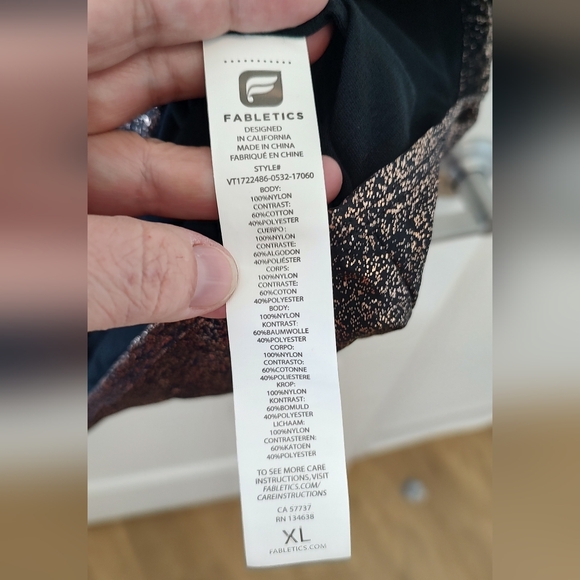 FABLETICS
DESIGNED
IN CALIFORNIA
MADE IN CHINA
FABRIQUÉ EN CHINE
STYLE#
VT1722486-0532-17060
BODY:
100%NYLON
CONTRAST:
60%COTTON
40%POLYESTER
CUERPO:
100%NYLON
CONTRASTE:
60%ALGODON
40%POLIÉSTER
CORPS:
100%NYLON
CONTRASTE:
60%COTON
40%POLYESTER
BODY:
100%NYLON
KONTRAST:
60%BAUMWOLLE
40%POLYESTER
CORPO:
100%NYLON
CONTRASTO:
60%COTONNE
40%POLIESTERE
KROP:
100%NYLON
KONTRAST:
60%BOMULD
40%POLYESTER
LICHAAM:
100%NYLON
CONTRASTEREN:
60%KATOEN
40%POLYESTER
TO SEE MORE CARE
INSTRUCTIONS, VISIT
FABLETICS.COM/
CAREINSTRUCTIONS
CA 57737
RN 134638
XL
FABLETICS.COM